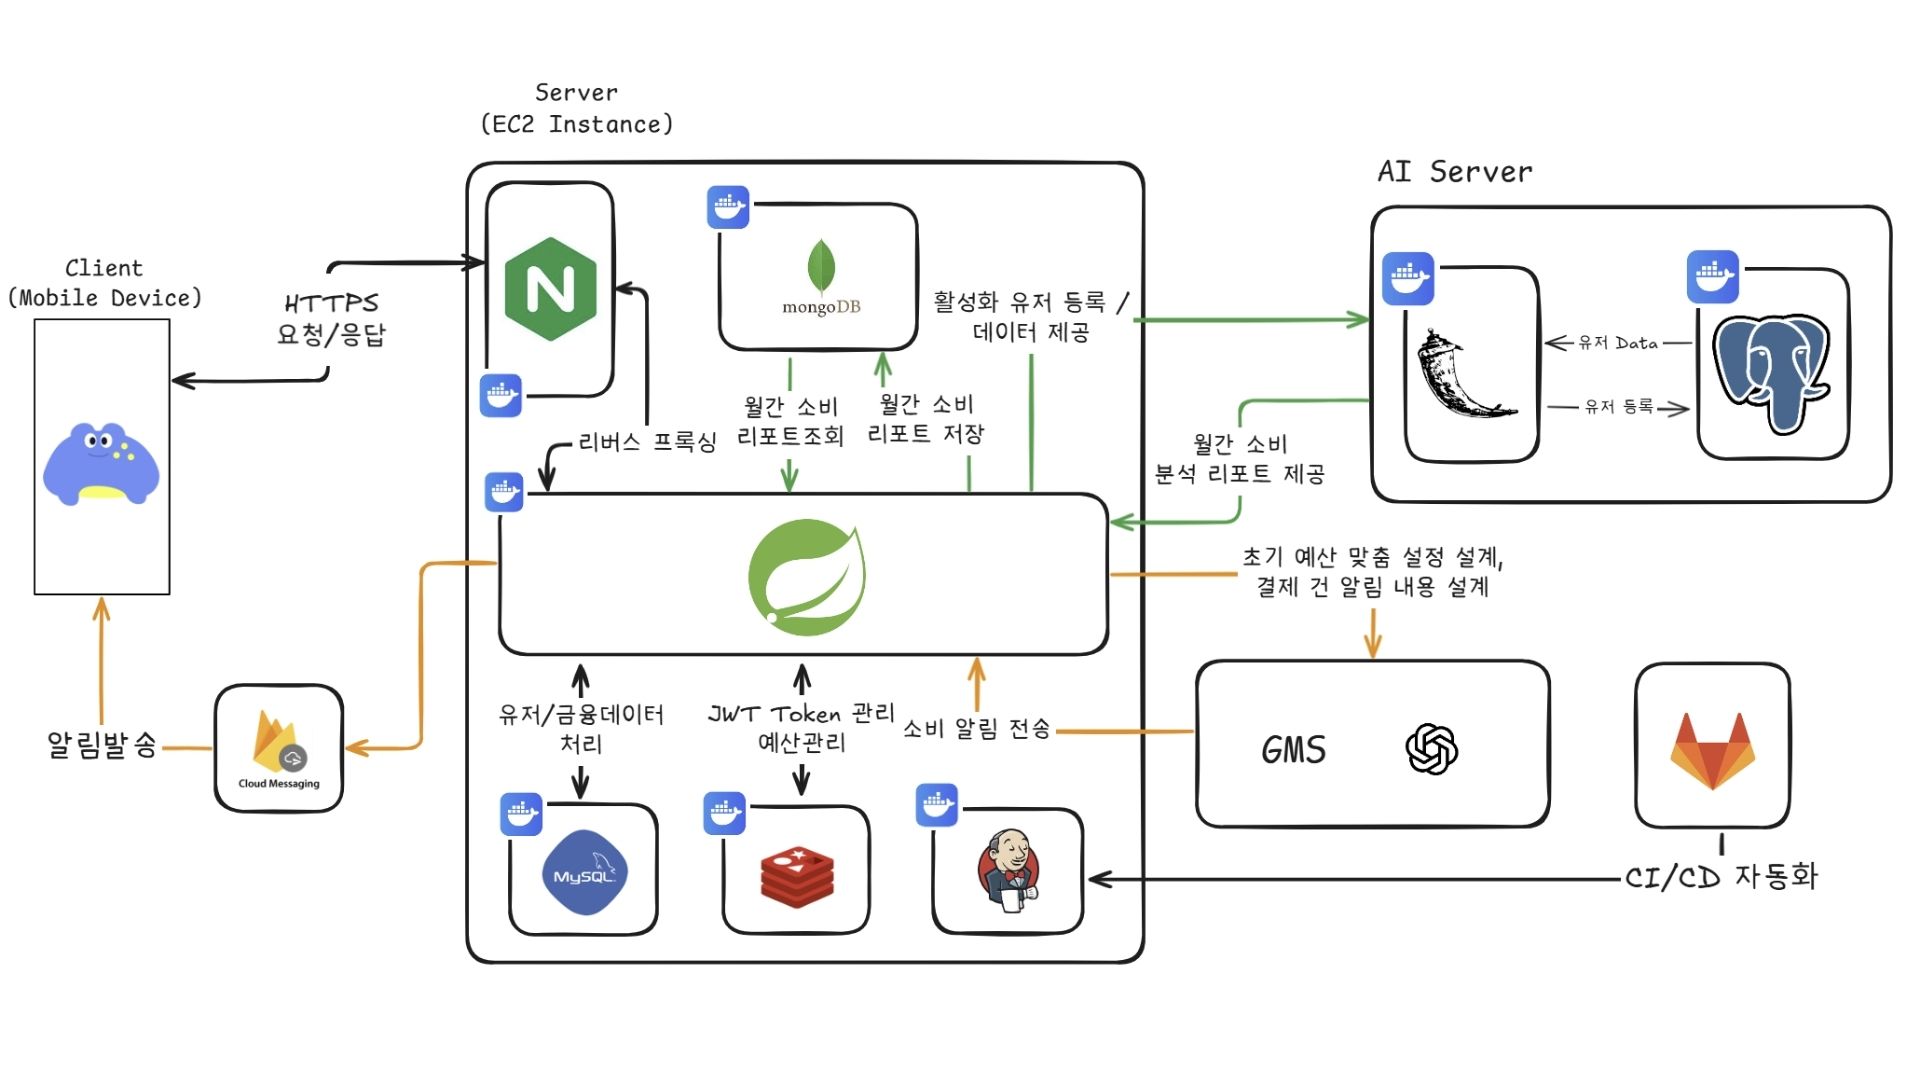 Server
(EC2 Instance)
AI Server
Client
(Mobile Device)
HTTPS
요청/응답
mongoDB
활성화 유저 등록 /
데이터 제공
유저 Data
유저 등록
월간 소비
리포트조회
월간 소비
리포트 저장
리버스 프록싱
월간 소비
분석 리포트 제공
초기 예산 맞춤 설정 설계,
결제 건 알림 내용 설계
유저/금융데이터
처리
JWT Token 관리
예산관리
소비 알림 전송
알림발송
Cloud Messaging
GMS
MySQL
CI/CD 자동화